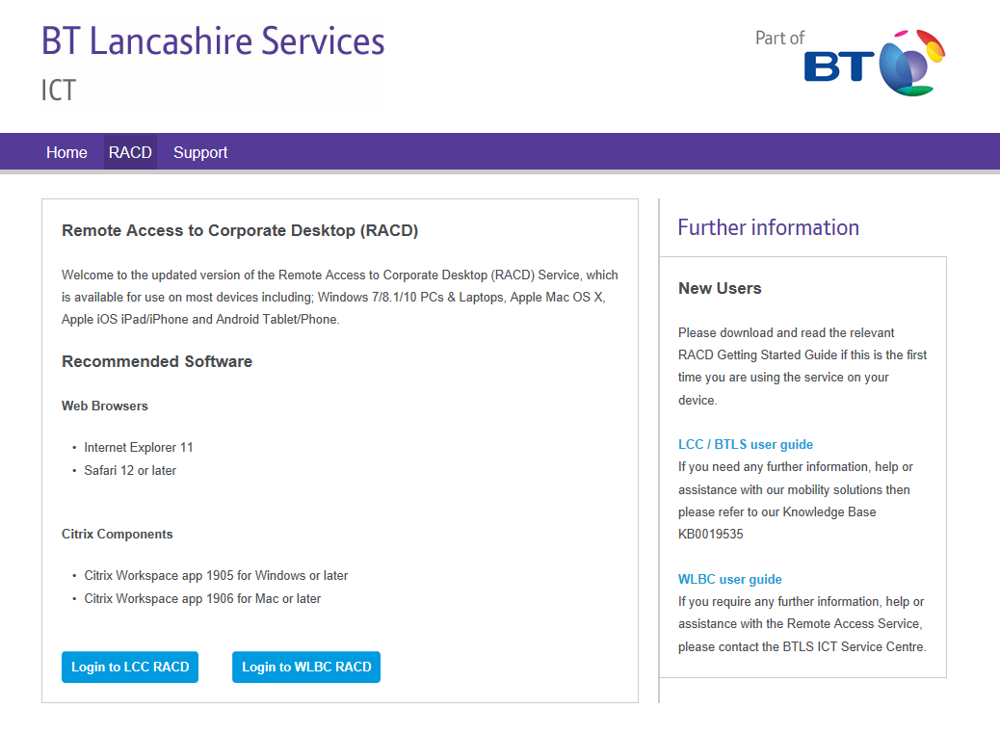 BT Lancashire Services
ICT
Part of
BT
Home RACD Support
Remote Access to Corporate Desktop (RACD)
Welcome to the updated version of the Remote Access to Corporate Desktop (RACD) Service, which
is available for use on most devices including; Windows 7/8.1/10 PCs & Laptops, Apple Mac OS X,
Apple iOS iPad/iPhone and Android Tablet/Phone.
Recommended Software
Web Browsers
• Internet Explorer 11
• Safari 12 or later
Citrix Components
• Citrix Workspace app 1905 for Windows or later
• Citrix Workspace app 1906 for Mac or later
Login to LCC RACD Login to WLBC RACD
Further information
New Users
Please download and read the relevant
RACD Getting Started Guide if this is the first
time you are using the service on your
device.
LCC / BTLS user guide
If you need any further information, help or
assistance with our mobility solutions then
please refer to our Knowledge Base
KB0019535
WLBC user guide
If you require any further information, help or
assistance with the Remote Access Service,
please contact the BTLS ICT Service Centre.